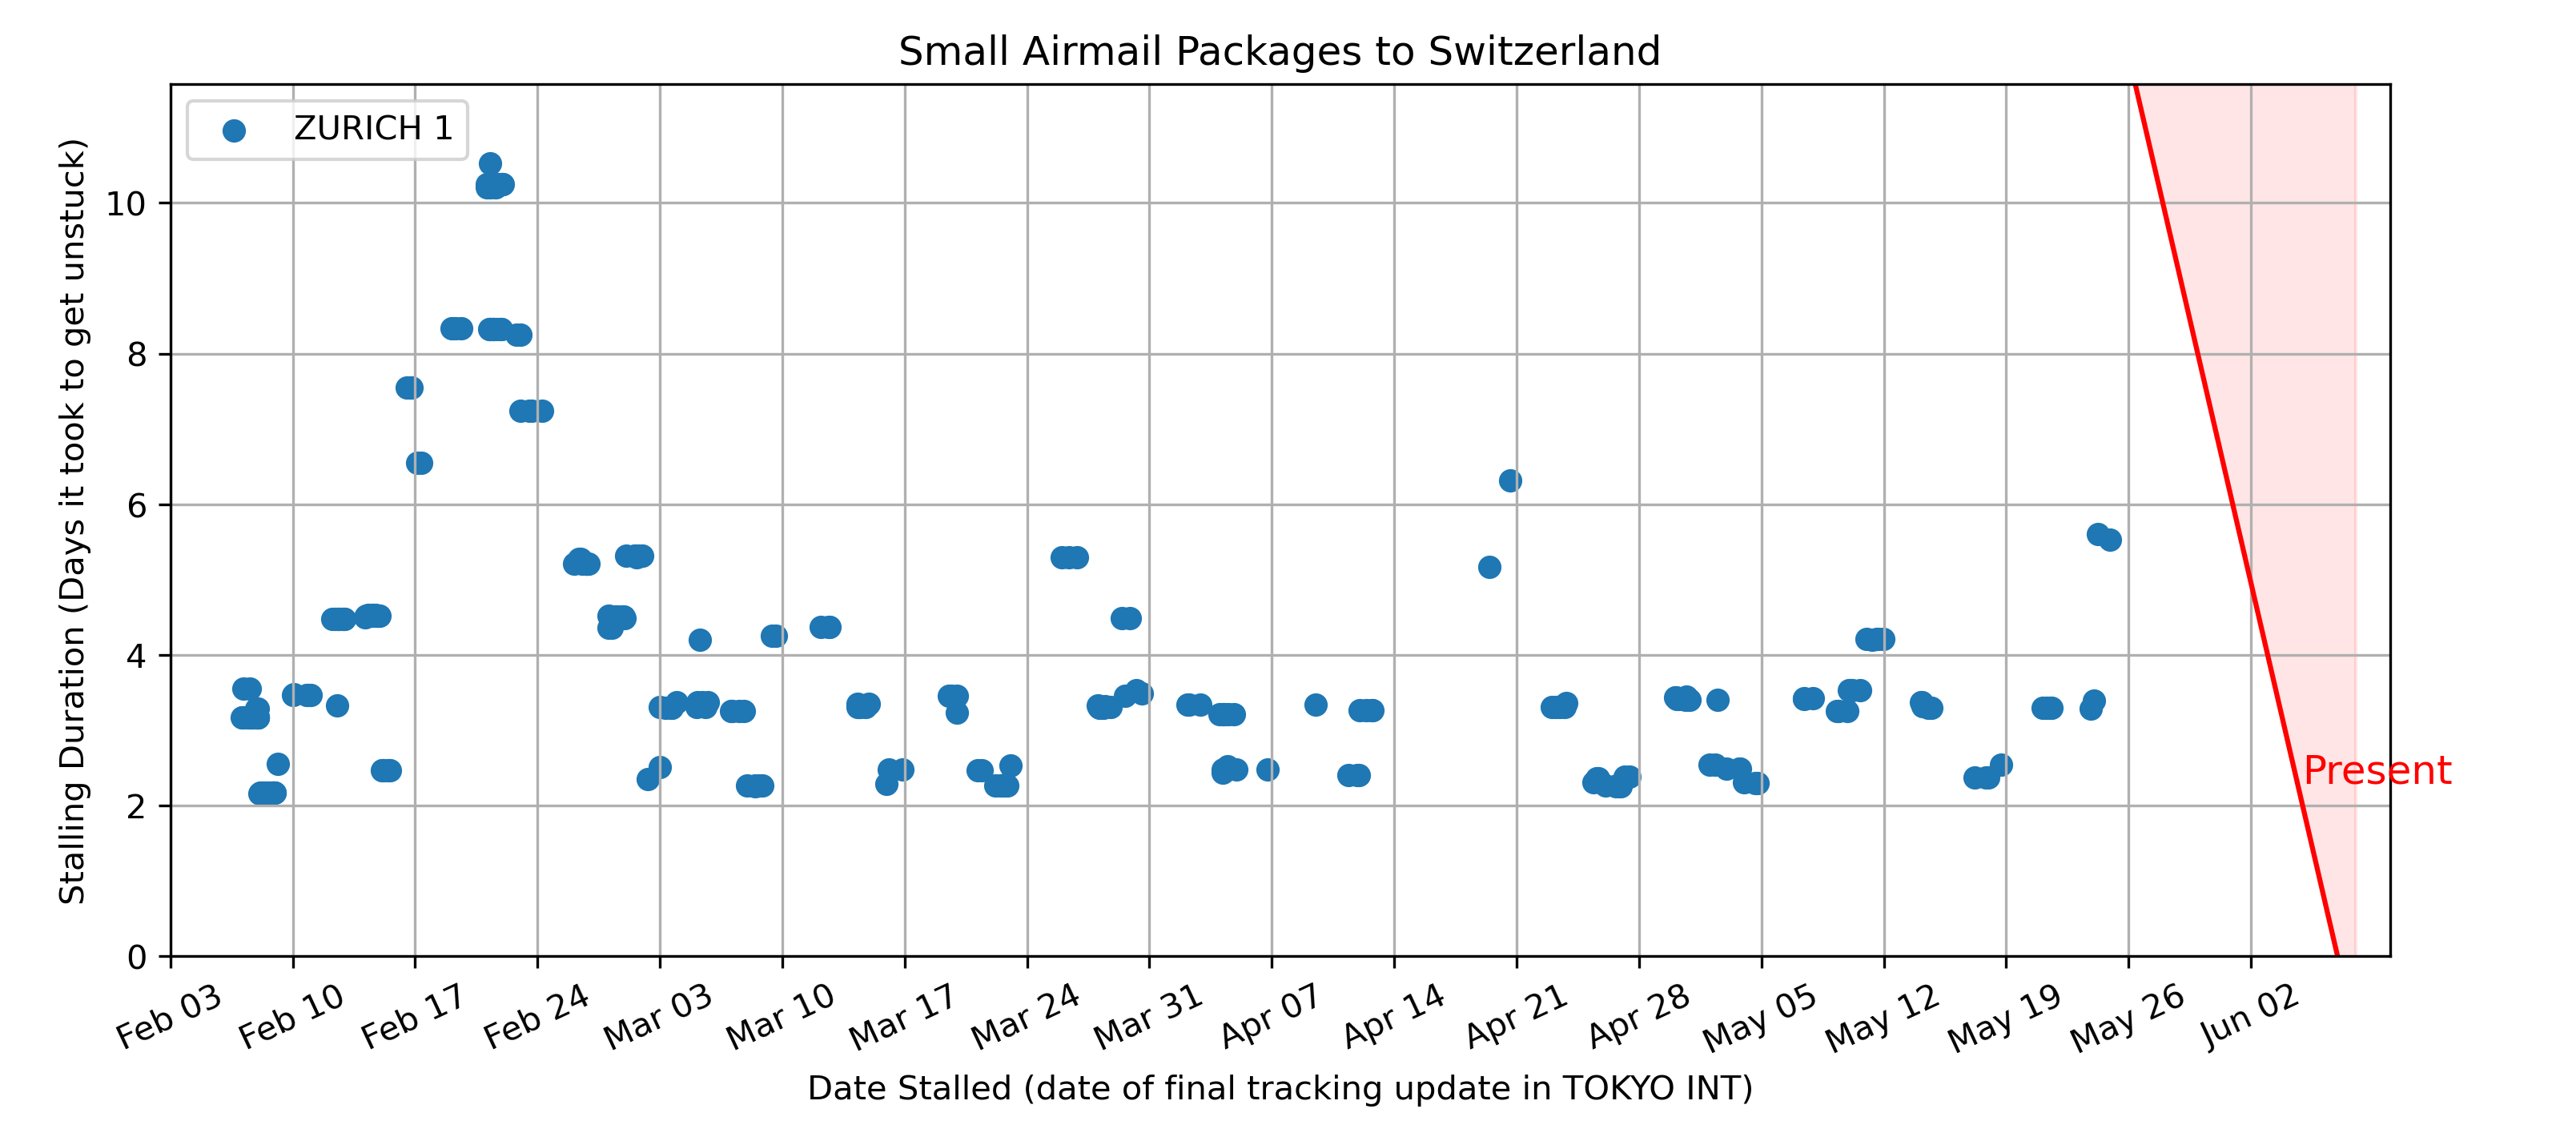 Small Airmail Packages to Switzerland
ZURICH 1
Stalling Duration (Days it took to get unstuck)
10
8
6
4
2
0
Present
Feb 03
Feb 10
Feb 17
Feb 24
Mar 03
Mar 10
Mar 17
Mar 24
Mar 31
Apr 07
Apr 14
Apr 21
Apr 28
May 05
May 12
May 19
May 26
Jun 02
Date Stalled (date of final tracking update in TOKYO INT)